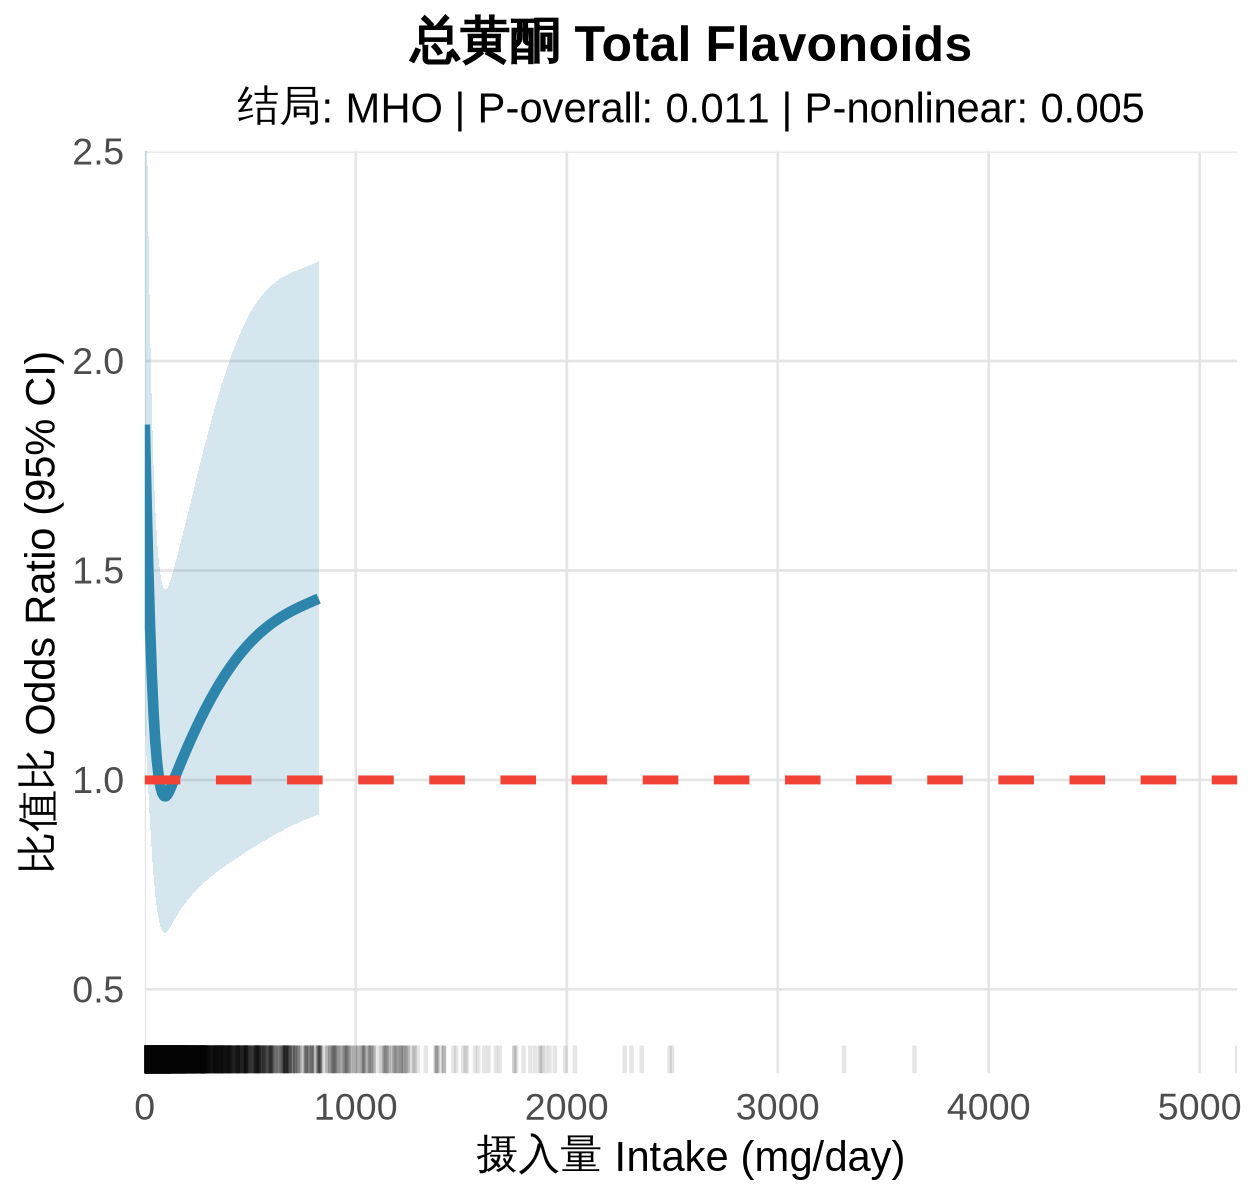 总黄酮 Total Flavonoids
结局: MHO | P-overall: 0.011 | P-nonlinear: 0.005
比值比 Odds Ratio (95% CI)
2.5
2.0
1.5
1.0
0.5
0 1000 2000 3000 4000 5000
摄入量 Intake (mg/day)